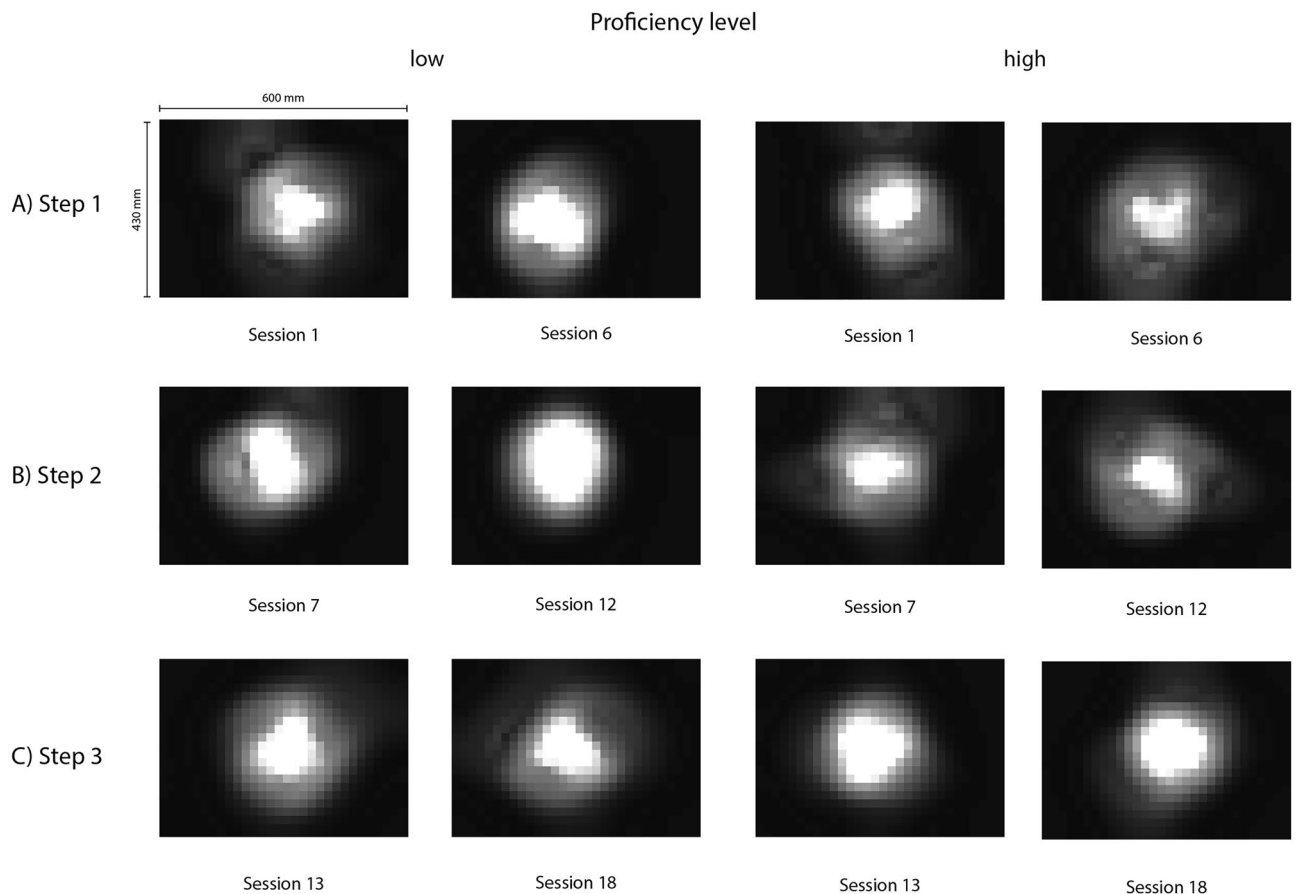 Proficiency level
low high
600 mm
430 mm
A) Step 1
Session 1 Session 6 Session 1 Session 6
B) Step 2
Session 7 Session 12 Session 7 Session 12
C) Step 3
Session 13 Session 18 Session 13 Session 18